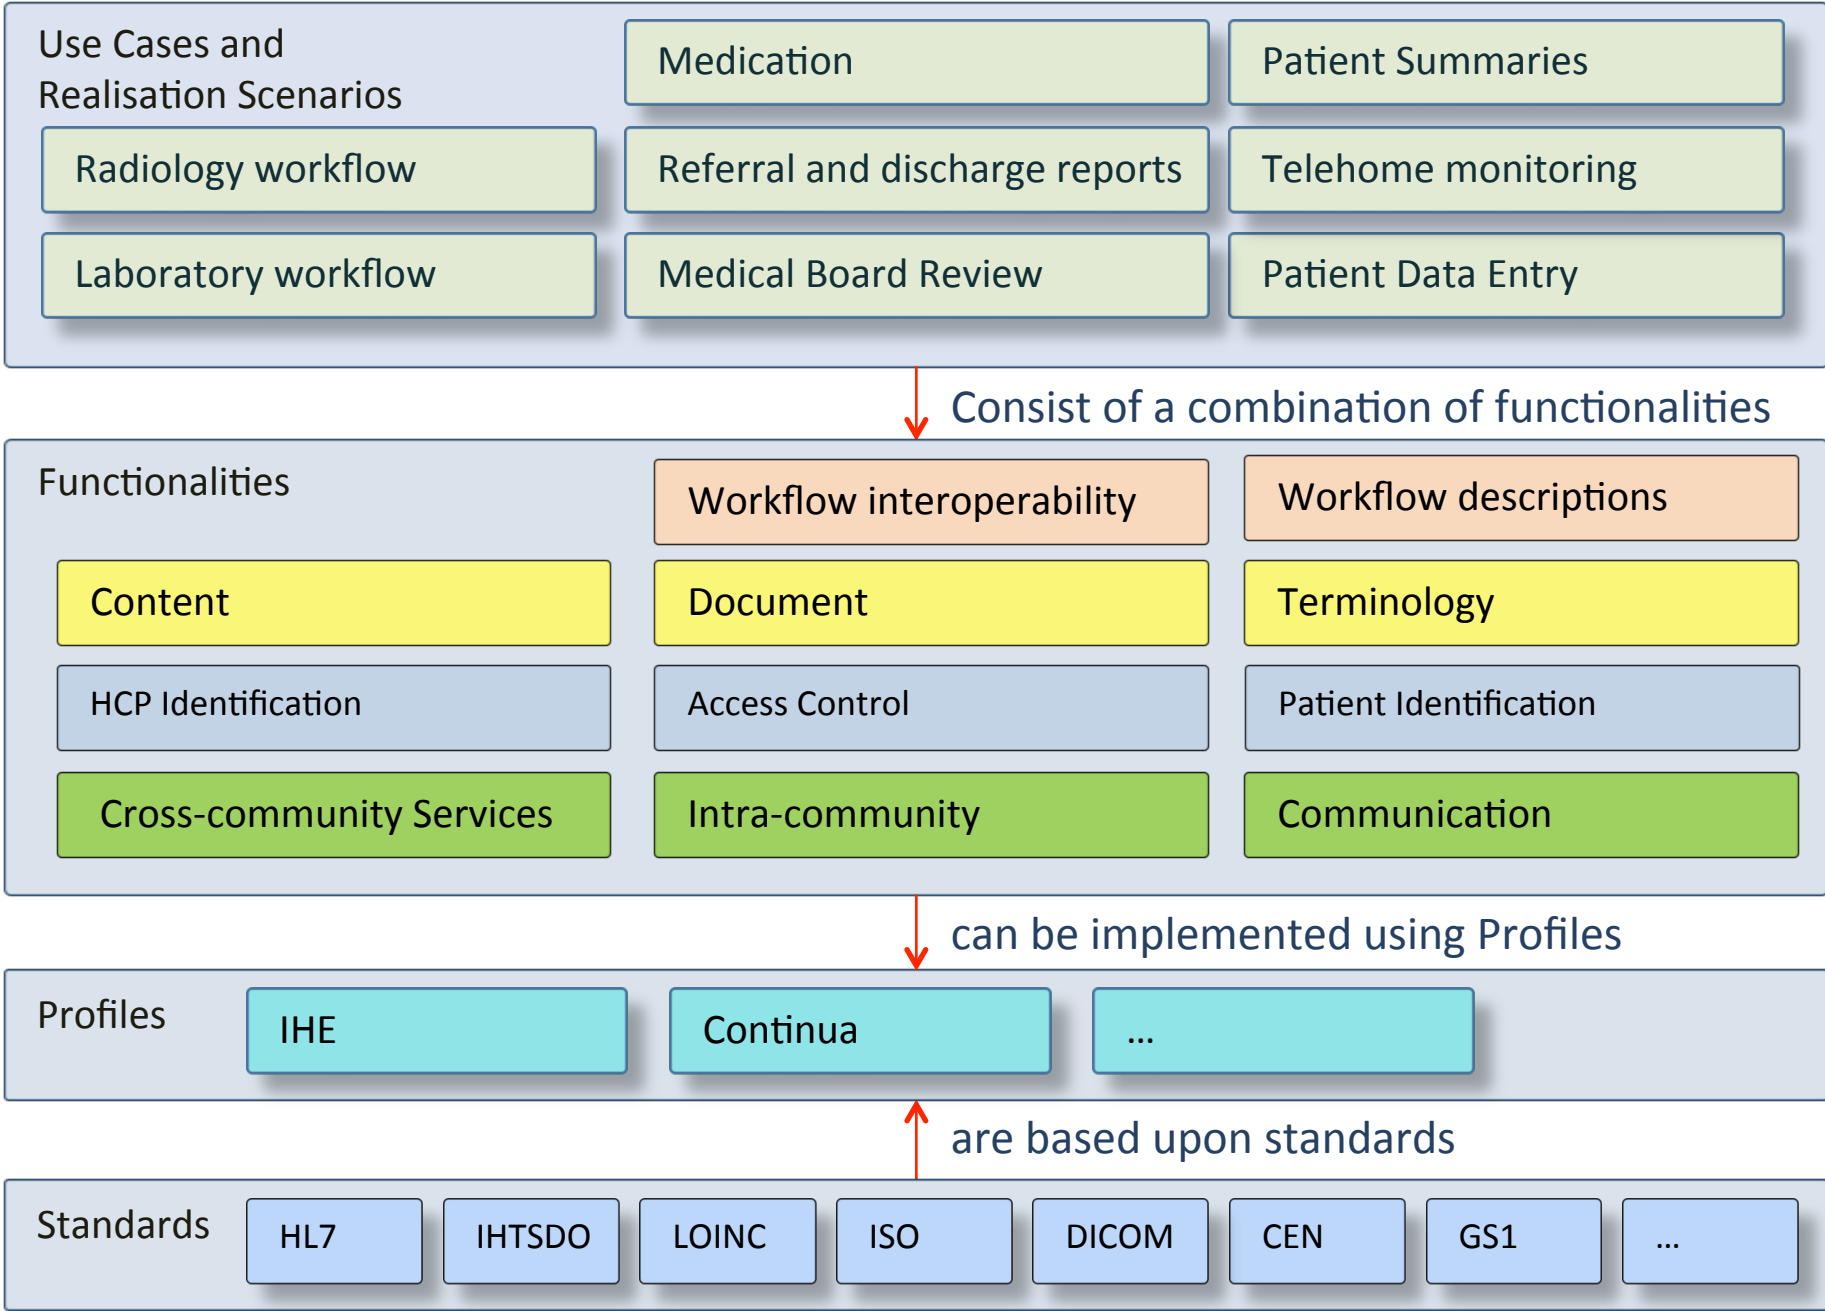 Use Cases and
Realisation Scenarios
Medication
Patient Summaries
Radiology workflow
Referral and discharge reports
Telehome monitoring
Laboratory workflow
Medical Board Review
Patient Data Entry
Consist of a combination of functionalities
Functionalities
Workflow interoperability
Workflow descriptions
Content
Document
Terminology
HCP Identification
Access Control
Patient Identification
Cross-community Services
Intra-community
Communication
can be implemented using Profiles
Profiles
IHE
Continua
...
are based upon standards
Standards
HL7
IHTSDO
LOINC
ISO
DICOM
CEN
GS1
...